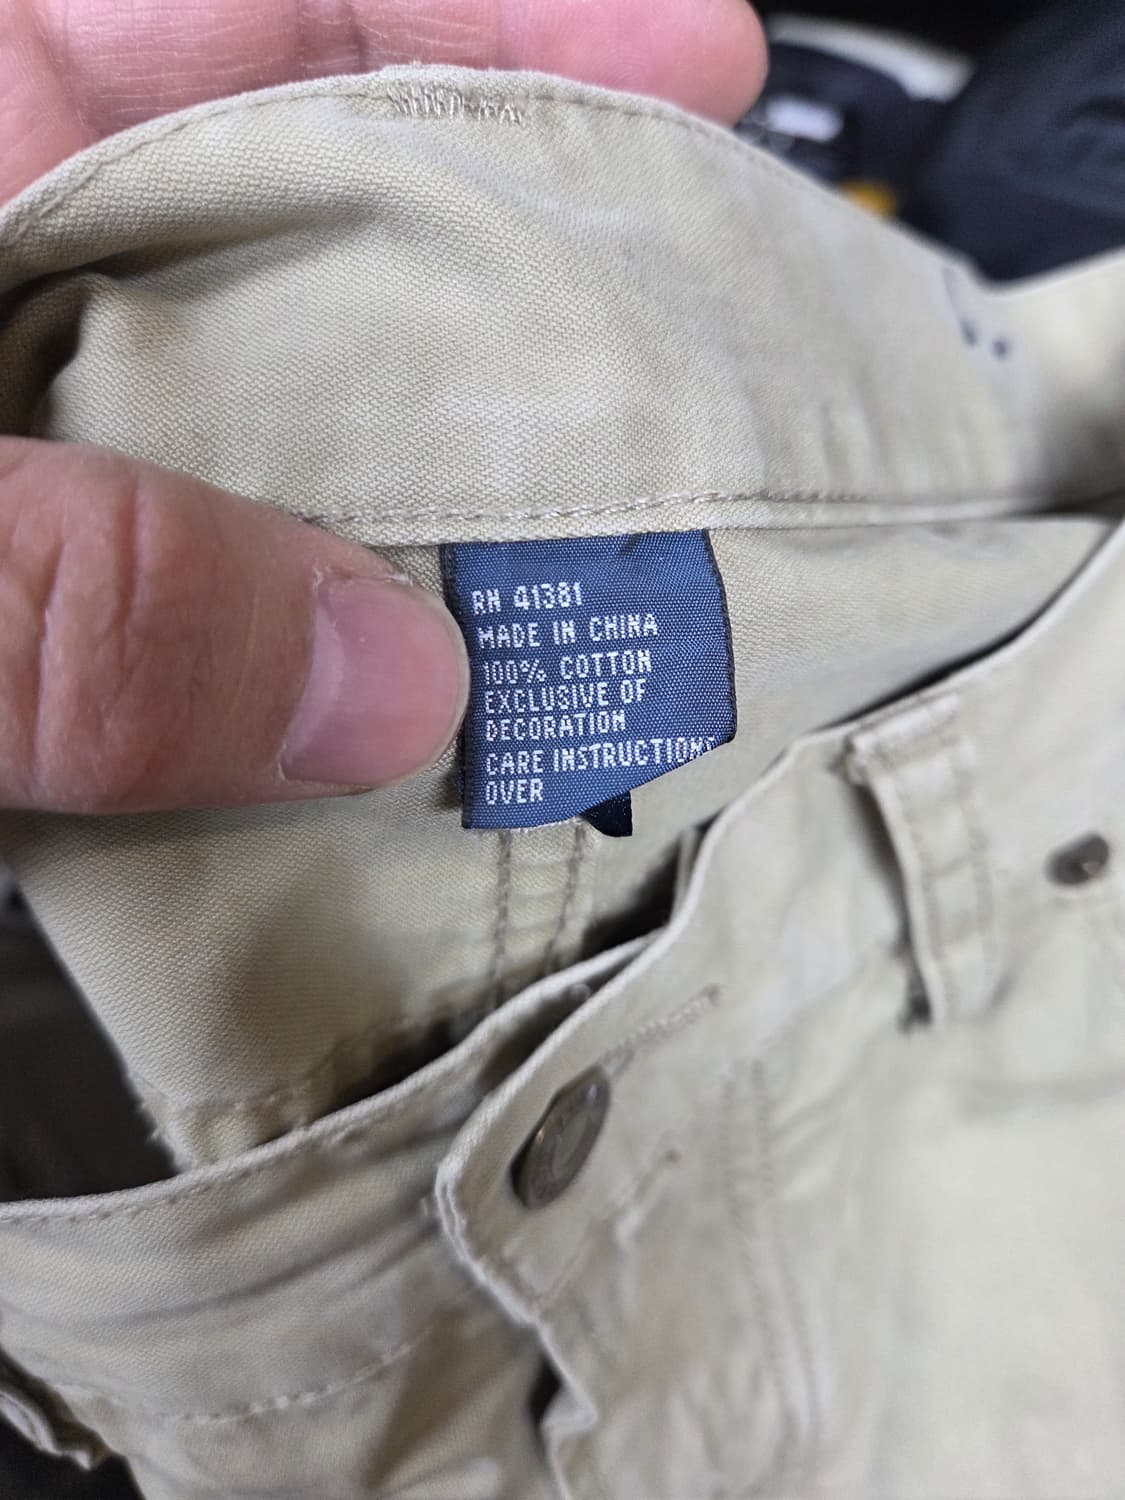 RN 41381
MADE IN CHINA
100% COTTON
EXCLUSIVE OF
DECORATION
CARE INSTRUCTIONS
OVER